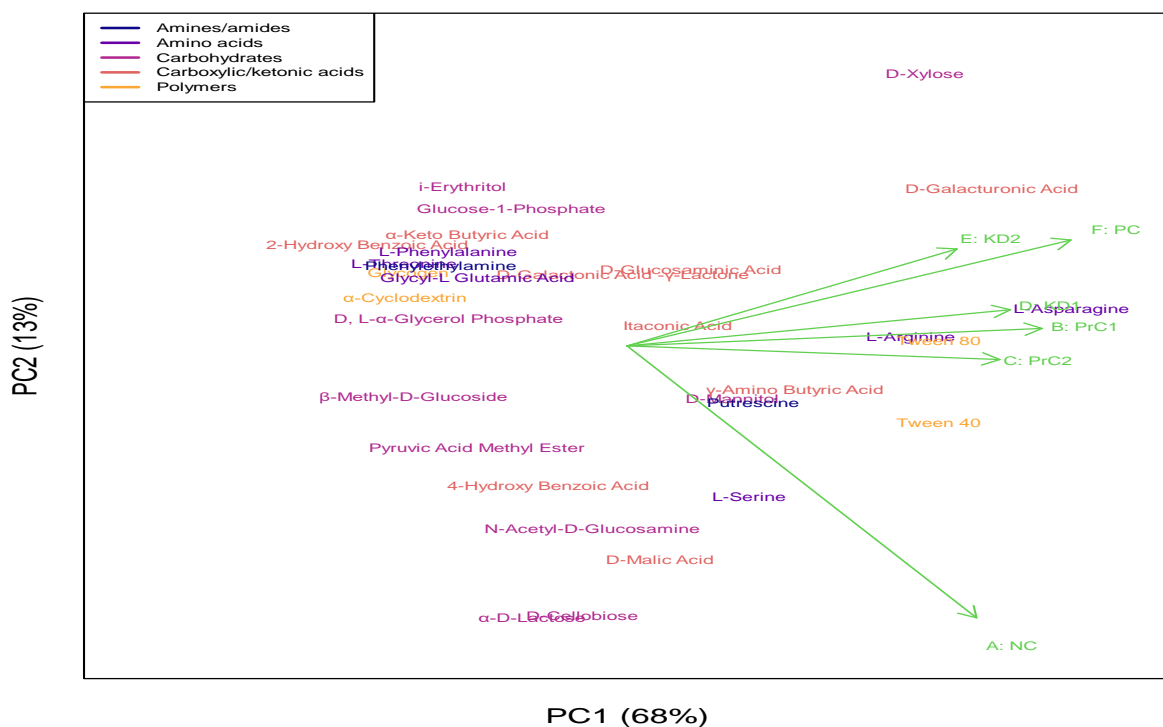 Amines/amides
Amino acids
Carbohydrates
Carboxylic/ketonic acids
Polymers
D-Xylose
i-Erythritol
D-Galacturonic Acid
Glucose-1-Phosphate
F: PC
α-Keto Butyric Acid
E: KD2
2-Hydroxy Benzoic Acid
L-Phenylalanine
L-Threonine
Phenylethylamine
D-Glucosaminic Acid
Glycogen
D-Galactonic Acid -γ-Lactone
Glycyl-L Glutamic Acid
α-Cyclodextrin
D: KD1
L-Asparagine
D, L-α-Glycerol Phosphate
Itaconic Acid
B: PrC1
L-Arginine
Tween 80
C: PrC2
γ-Amino Butyric Acid
β-Methyl-D-Glucoside
D-Mannitol
Putrescine
Tween 40
Pyruvic Acid Methyl Ester
4-Hydroxy Benzoic Acid
L-Serine
N-Acetyl-D-Glucosamine
D-Malic Acid
α-D-Lactose
D-Cellobiose
A: NC
PC2 (13%)
PC1 (68%)